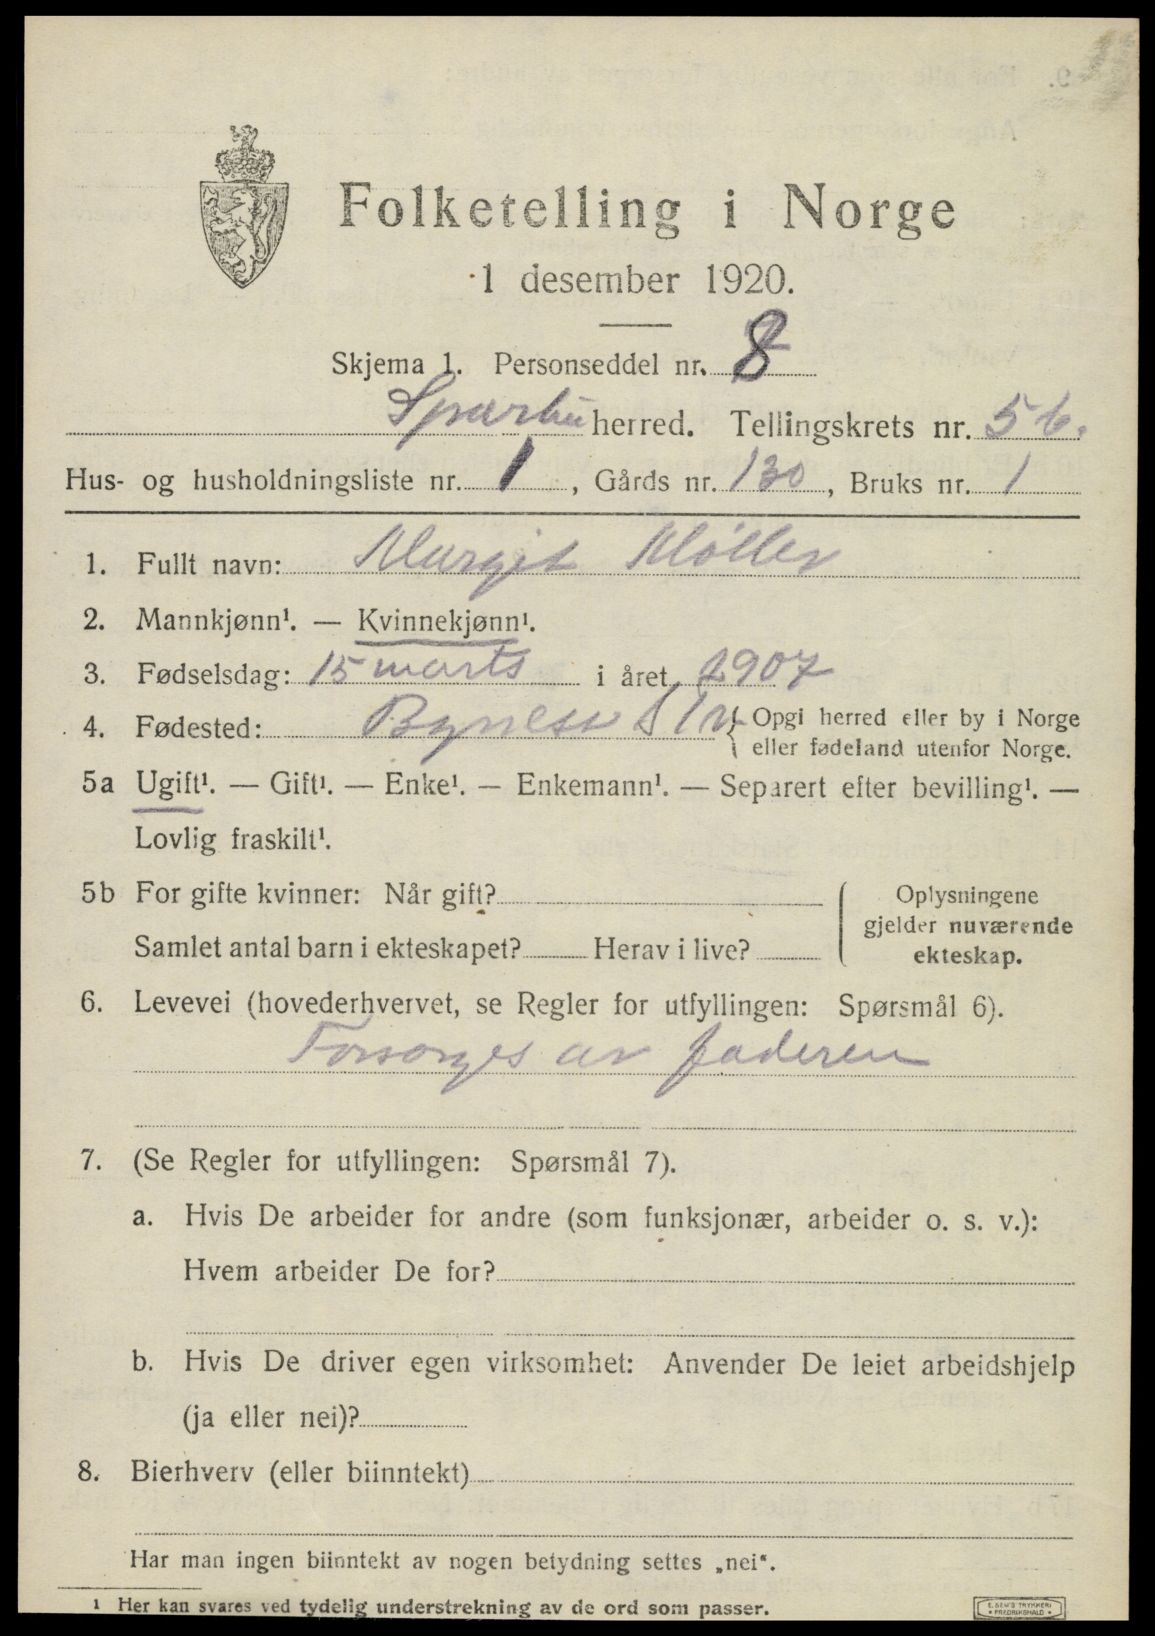 Folketelling i Norge
1 desember 1920.
Skjema 1. Personseddel nr. 8
Sparbu herred. Tellingskrets nr. 5 b.
Hus- og husholdningsliste nr. 1, Gårds nr. 130, Bruks nr. 1
1. Fullt navn: Margit Møller
2. Mannkjønn¹. — Kvinnekjønn¹.
3. Fødselsdag: 15 marts i året 1907
4. Fødested: Byneset S Tr { Opgi herred eller by i Norge
eller fødeland utenfor Norge.
5a Ugift¹. — Gift¹. — Enke¹. — Enkemann¹. — Separert efter bevilling¹. —
Lovlig fraskilt¹.
5b For gifte kvinner: Når gift?
Samlet antal barn i ekteskapet? Herav i live?
Oplysningene
gjelder nuværende
ekteskap.
6. Levevei (hovederhvervet, se Regler for utfyllingen: Spørsmål 6).
Forsorges av faderen
7. (Se Regler for utfyllingen: Spørsmål 7).
a. Hvis De arbeider for andre (som funksjonær, arbeider o. s. v.):
Hvem arbeider De for?
b. Hvis De driver egen virksomhet: Anvender De leiet arbeidshjelp
(ja eller nei)?
8. Bierhverv (eller biinntekt)
Har man ingen biinntekt av nogen betydning settes „nei“.
1 Her kan svares ved tydelig understrekning av de ord som passer.
E. SEM'S TRYKKERI
* FREDRIKSHALD *